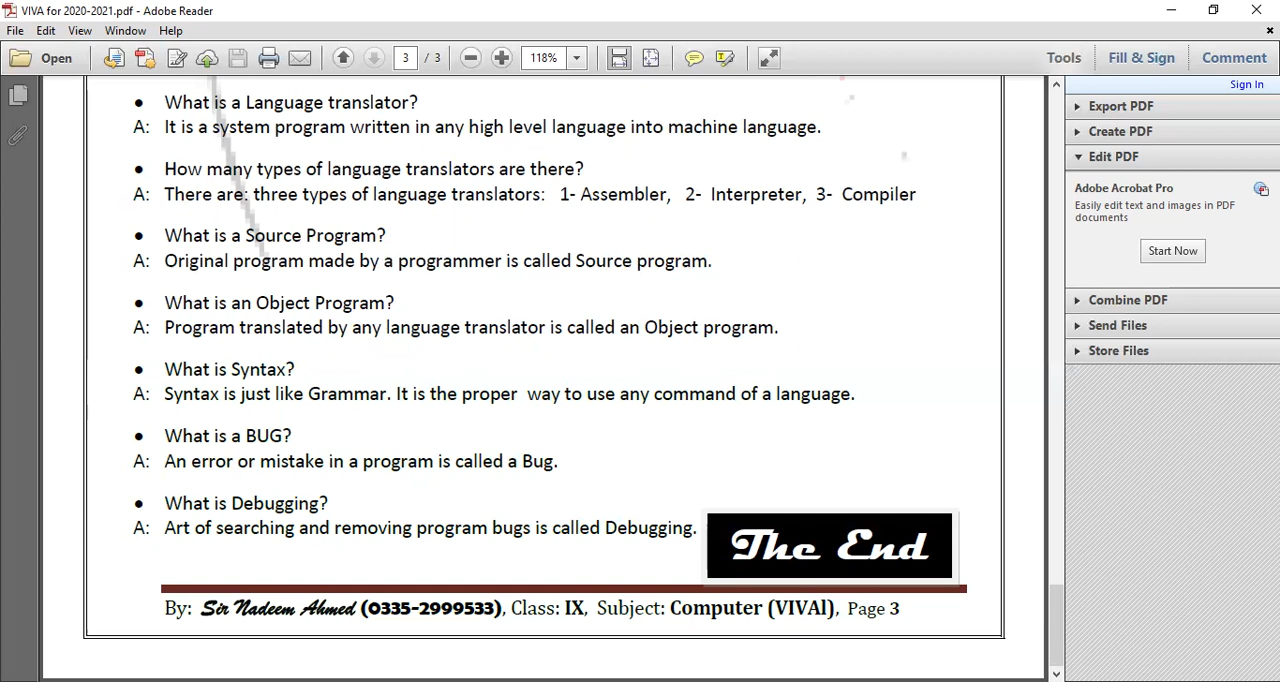 VIVA for 2020-2021.pdf - Adobe Reader
File Edit View Window Help
Open 3 / 3 118% Tools Fill & Sign Comment
Sign In
• What is a Language translator?
A: It is a system program written in any high level language into machine language.
• How many types of language translators are there?
A: There are: three types of language translators: 1- Assembler, 2- Interpreter, 3- Compiler
• What is a Source Program?
A: Original program made by a programmer is called Source program.
• What is an Object Program?
A: Program translated by any language translator is called an Object program.
• What is Syntax?
A: Syntax is just like Grammar. It is the proper way to use any command of a language.
• What is a BUG?
A: An error or mistake in a program is called a Bug.
• What is Debugging?
A: Art of searching and removing program bugs is called Debugging.
The End
By: Sir Nadeem Ahmed (0335-2999533), Class: IX, Subject: Computer (VIVAl), Page 3
Export PDF
Create PDF
Edit PDF
Adobe Acrobat Pro
Easily edit text and images in PDF
documents
Start Now
Combine PDF
Send Files
Store Files